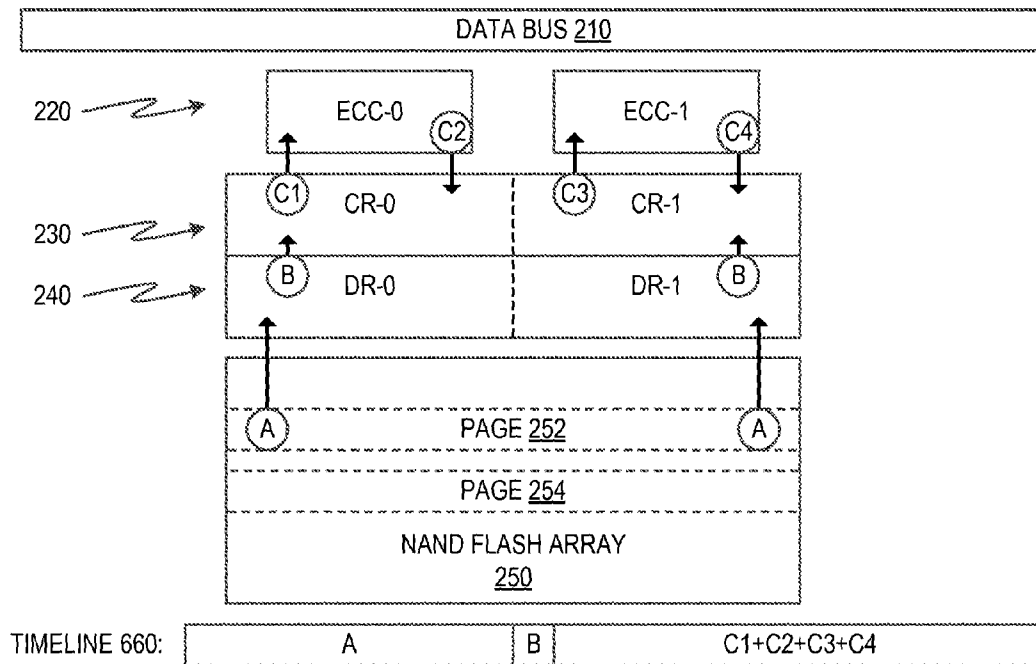 DATA BUS 210
220
ECC-0
ECC-1
C2
C4
C1
CR-0
C3
CR-1
230
B
DR-0
DR-1
B
240
A
PAGE 252
A
PAGE 254
NAND FLASH ARRAY
250
TIMELINE 660:
A
B
C1+C2+C3+C4